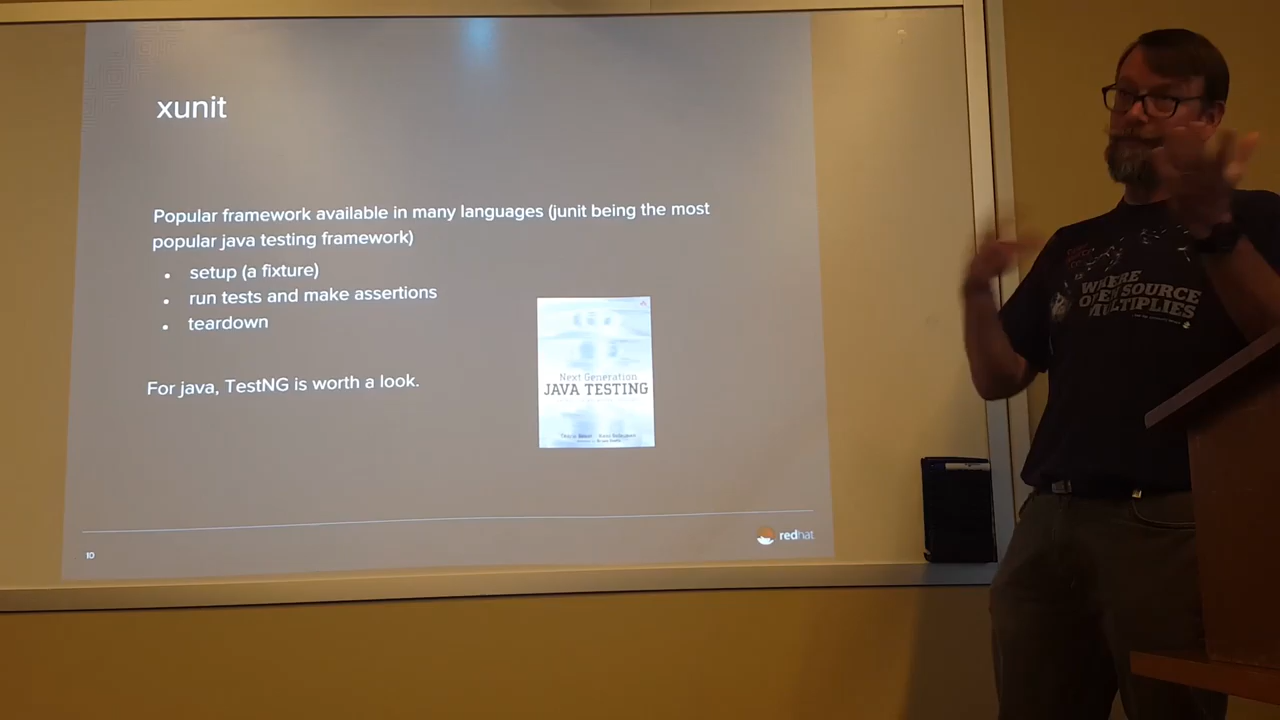 xunit
Popular framework available in many languages (junit being the most
popular java testing framework)
• setup (a fixture)
• run tests and make assertions
• teardown
For java, TestNG is worth a look.
Next Generation
JAVA TESTING
10
redhat
WHERE
OPEN SOURCE
MULTIPLIES